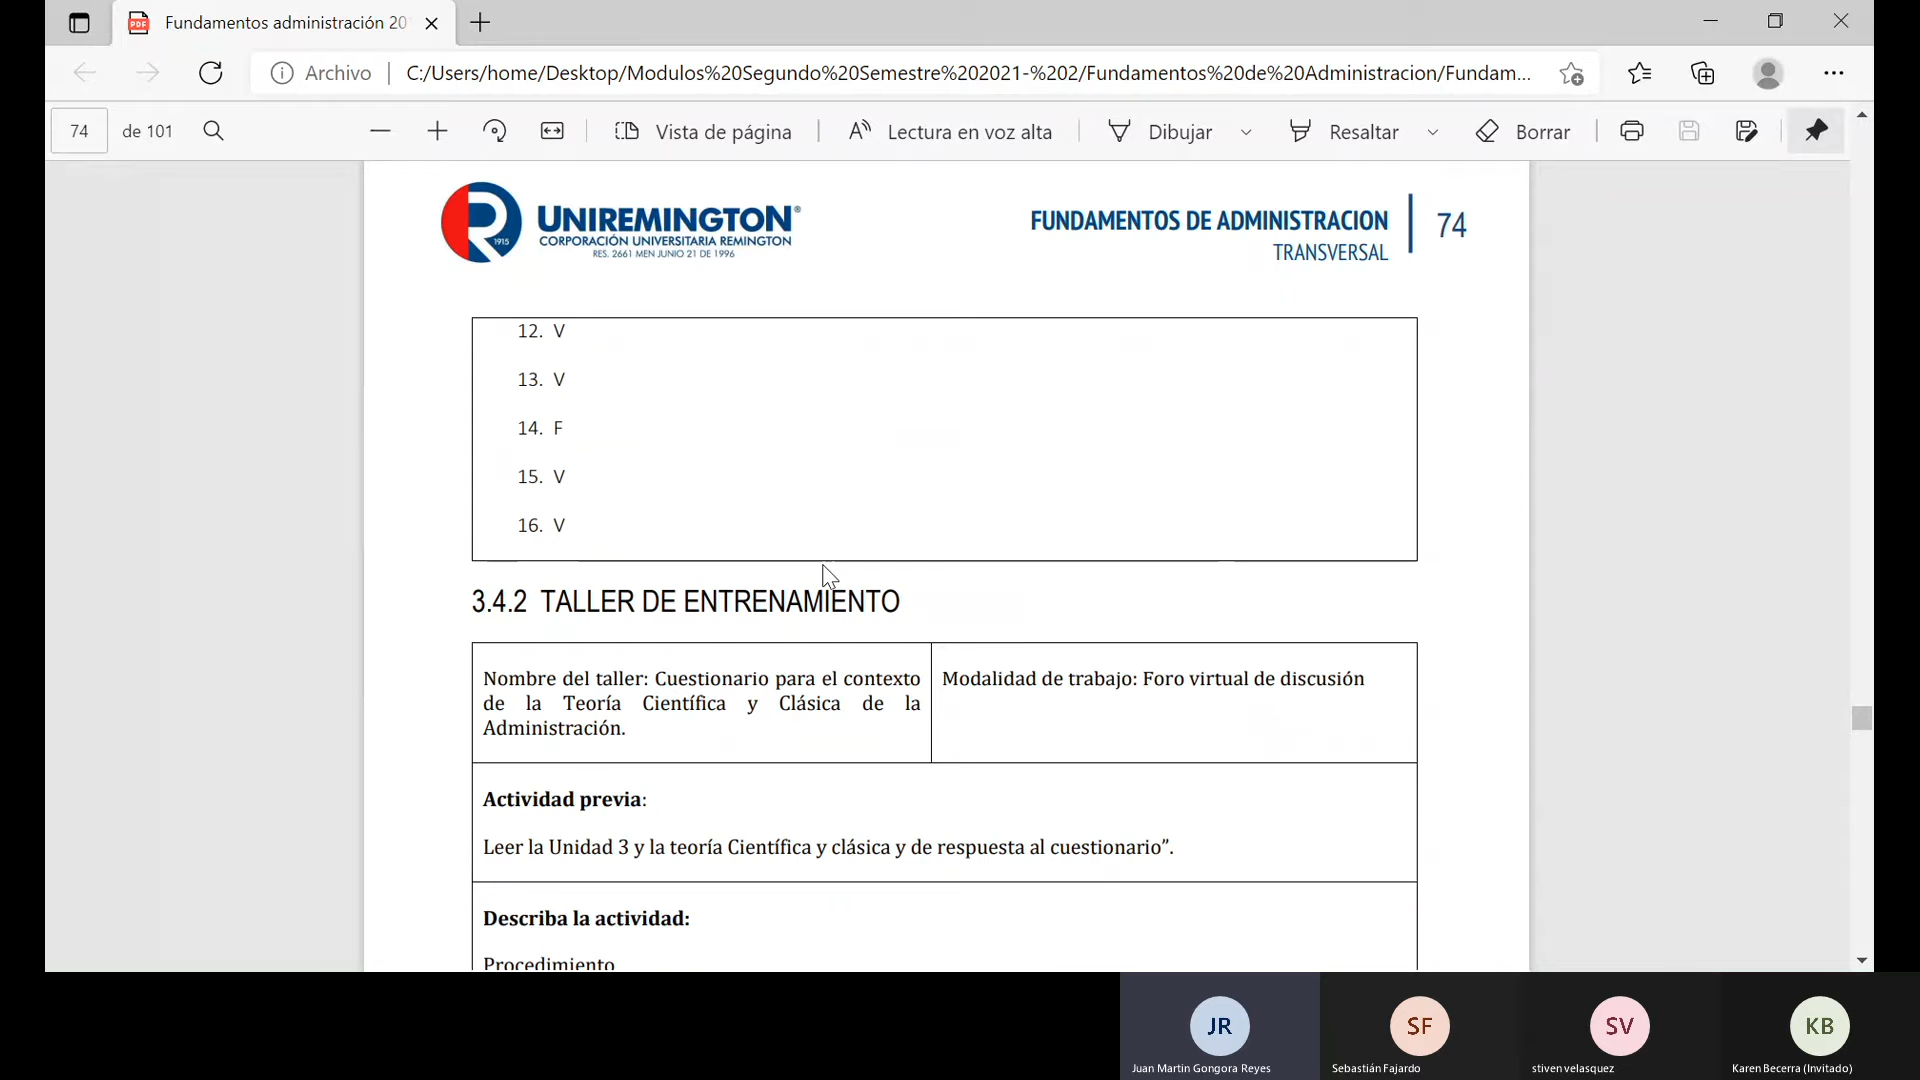 Fundamentos administración 20
Archivo
C:/Users/home/Desktop/Modulos%20Segundo%20Semestre%202021-%202/Fundamentos%20de%20Administracion/Fundam...
74 de 101
Vista de página
Lectura en voz alta
Dibujar
Resaltar
Borrar
UNIREMINGTON®
CORPORACIÓN UNIVERSITARIA REMINGTON
RES. 2661 MEN JUNIO 21 DE 1996
1915
FUNDAMENTOS DE ADMINISTRACION
TRANSVERSAL
74
12. V
13. V
14. F
15. V
16. V
3.4.2 TALLER DE ENTRENAMIENTO
Nombre del taller: Cuestionario para el contexto
de la Teoría Científica y Clásica de la
Administración.
Modalidad de trabajo: Foro virtual de discusión
Actividad previa:
Leer la Unidad 3 y la teoría Científica y clásica y de respuesta al cuestionario”.
Describa la actividad:
Procedimiento
JR
Juan Martin Gongora Reyes
SF
Sebastián Fajardo
SV
stiven velasquez
KB
Karen Becerra (Invitado)